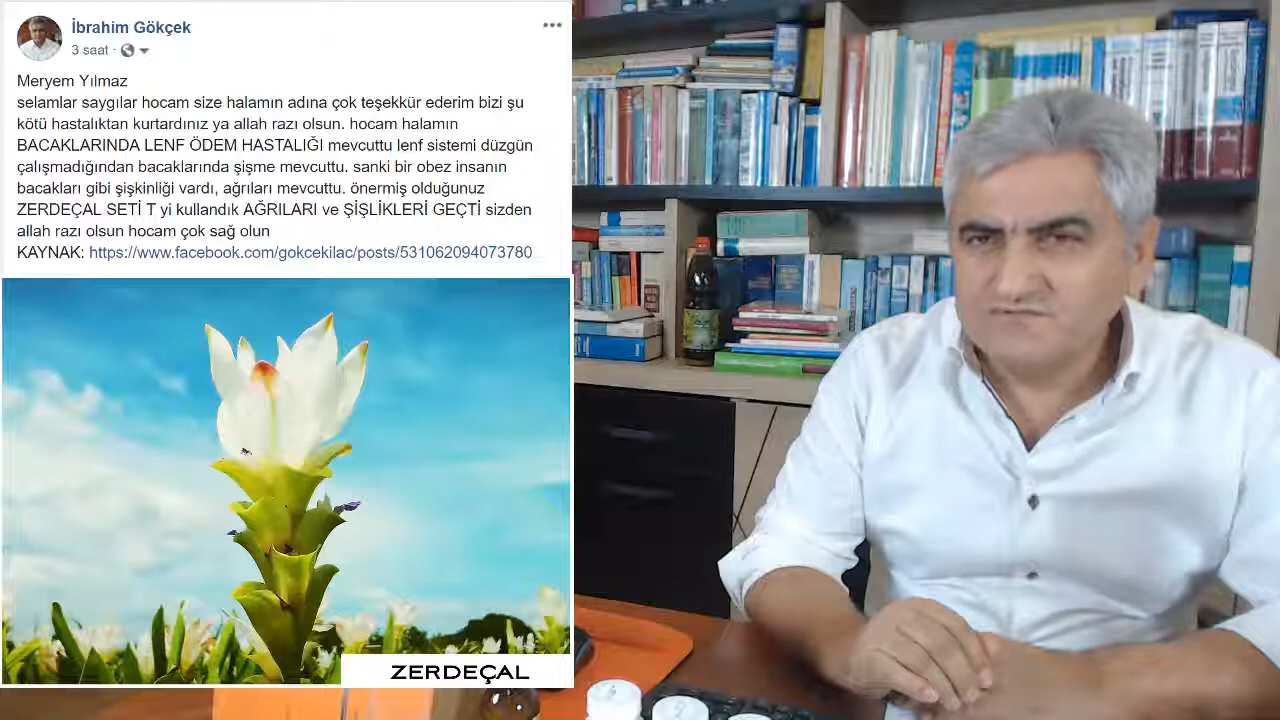 İbrahim Gökçek
3 saat ·
Meryem Yılmaz
selamlar saygılar hocam size halamın adına çok teşekkür ederim bizi şu
kötü hastalıktan kurtardınız ya allah razı olsun. hocam halamın
BACAKLARINDA LENF ÖDEM HASTALIĞI mevcuttu lenf sistemi düzgün
çalışmadığından bacaklarında şişme mevcuttu. sanki bir obez insanın
bacakları gibi şişkinliği vardı, ağrıları mevcuttu. önermiş olduğunuz
ZERDEÇAL SETİ T yi kullandık AĞRILARI ve ŞİŞLİKLERİ GEÇTİ sizden
allah razı olsun hocam çok sağ olun
KAYNAK: https://www.facebook.com/gokcekilac/posts/531062094073780
ZERDEÇAL